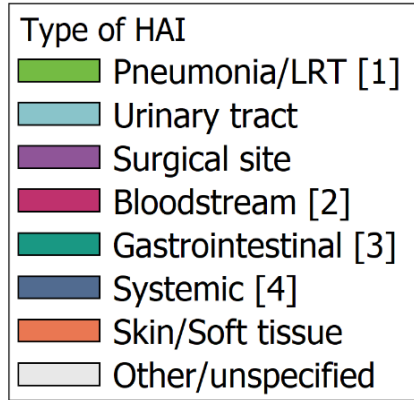 Type of HAI
Pneumonia/LRT [1]
Urinary tract
Surgical site
Bloodstream [2]
Gastrointestinal [3]
Systemic [4]
Skin/Soft tissue
Other/unspecified